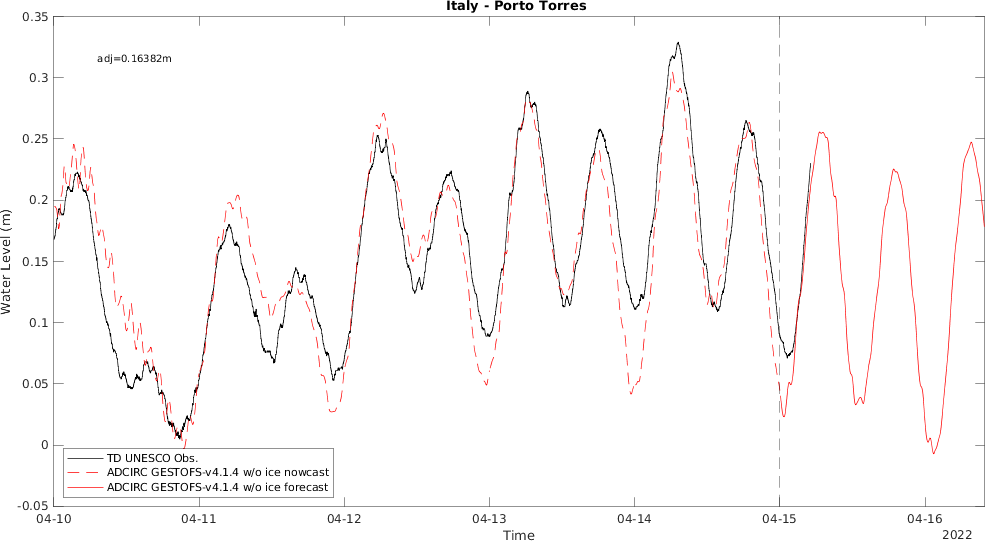 Italy - Porto Torres
adj=0.16382m
0.35
0.3
0.25
0.2
0.15
0.1
0.05
0
-0.05
Water Level (m)
TD UNESCO Obs.
ADCIRC GESTOFS-v4.1.4 w/o ice nowcast
ADCIRC GESTOFS-v4.1.4 w/o ice forecast
04-10 04-11 04-12 04-13 04-14 04-15 04-16
Time
2022